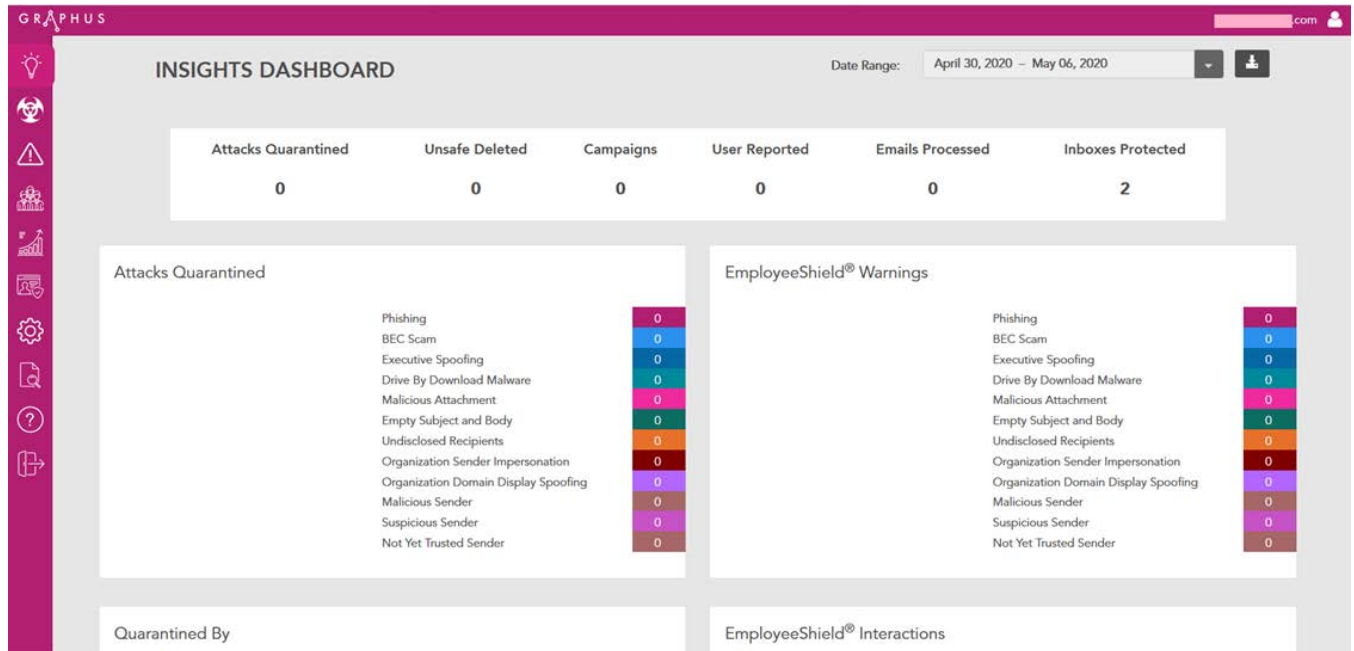 GRAPHUS
.com
INSIGHTS DASHBOARD
Date Range: April 30, 2020 – May 06, 2020
Attacks Quarantined Unsafe Deleted Campaigns User Reported Emails Processed Inboxes Protected
0 0 0 0 0 2
Attacks Quarantined
Phishing 0
BEC Scam 0
Executive Spoofing 0
Drive By Download Malware 0
Malicious Attachment 0
Empty Subject and Body 0
Undisclosed Recipients 0
Organization Sender Impersonation 0
Organization Domain Display Spoofing 0
Malicious Sender 0
Suspicious Sender 0
Not Yet Trusted Sender 0
EmployeeShield® Warnings
Phishing 0
BEC Scam 0
Executive Spoofing 0
Drive By Download Malware 0
Malicious Attachment 0
Empty Subject and Body 0
Undisclosed Recipients 0
Organization Sender Impersonation 0
Organization Domain Display Spoofing 0
Malicious Sender 0
Suspicious Sender 0
Not Yet Trusted Sender 0
Quarantined By
EmployeeShield® Interactions